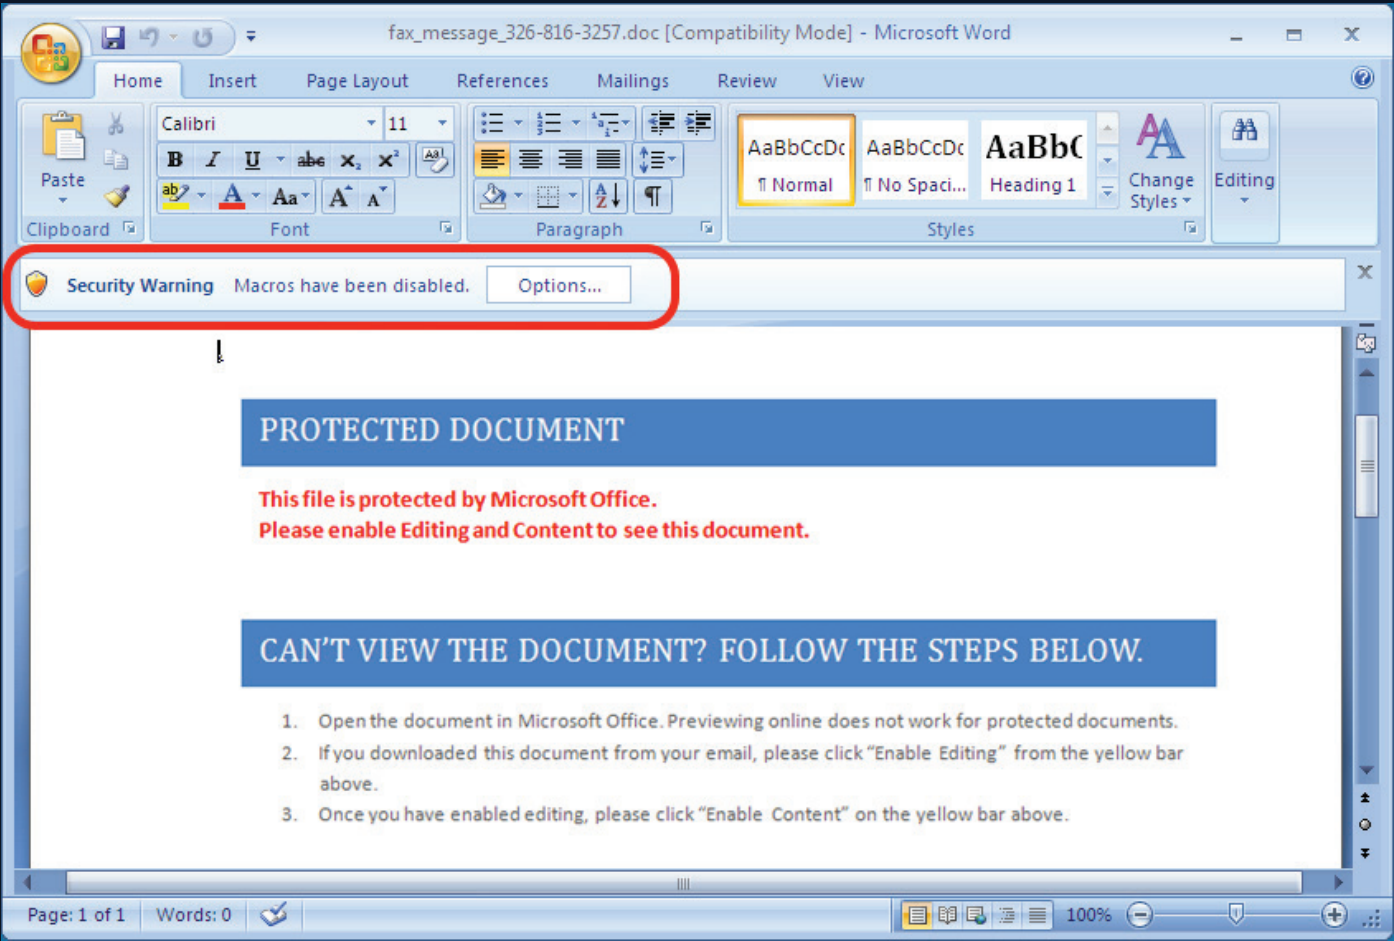 fax_message_326-816-3257.doc [Compatibility Mode] - Microsoft Word
Home Insert Page Layout References Mailings Review View
Calibri 11
AaBbCcDc AaBbCcDc AaBbC
Paste
¶ Normal ¶ No Spaci... Heading 1
Change Styles
Editing
Clipboard Font Paragraph Styles
Security Warning Macros have been disabled. Options...
PROTECTED DOCUMENT
This file is protected by Microsoft Office.
Please enable Editing and Content to see this document.
CAN'T VIEW THE DOCUMENT? FOLLOW THE STEPS BELOW.
1. Open the document in Microsoft Office. Previewing online does not work for protected documents.
2. If you downloaded this document from your email, please click “Enable Editing” from the yellow bar
above.
3. Once you have enabled editing, please click “Enable Content” on the yellow bar above.
Page: 1 of 1 Words: 0 100%